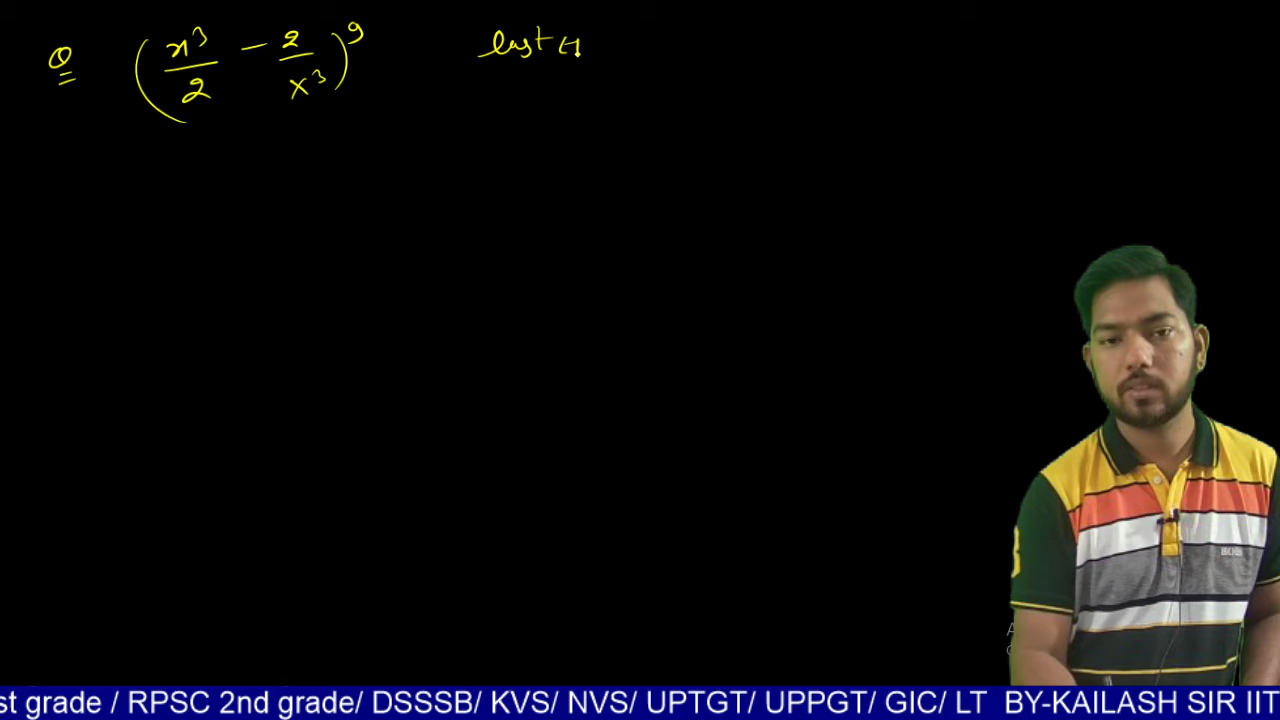 Q (x³/2 − 2/x³)⁹ last 4
BOSS
st grade / RPSC 2nd grade/ DSSSB/ KVS/ NVS/ UPTGT/ UPPGT/ GIC/ LT BY-KAILASH SIR IIT